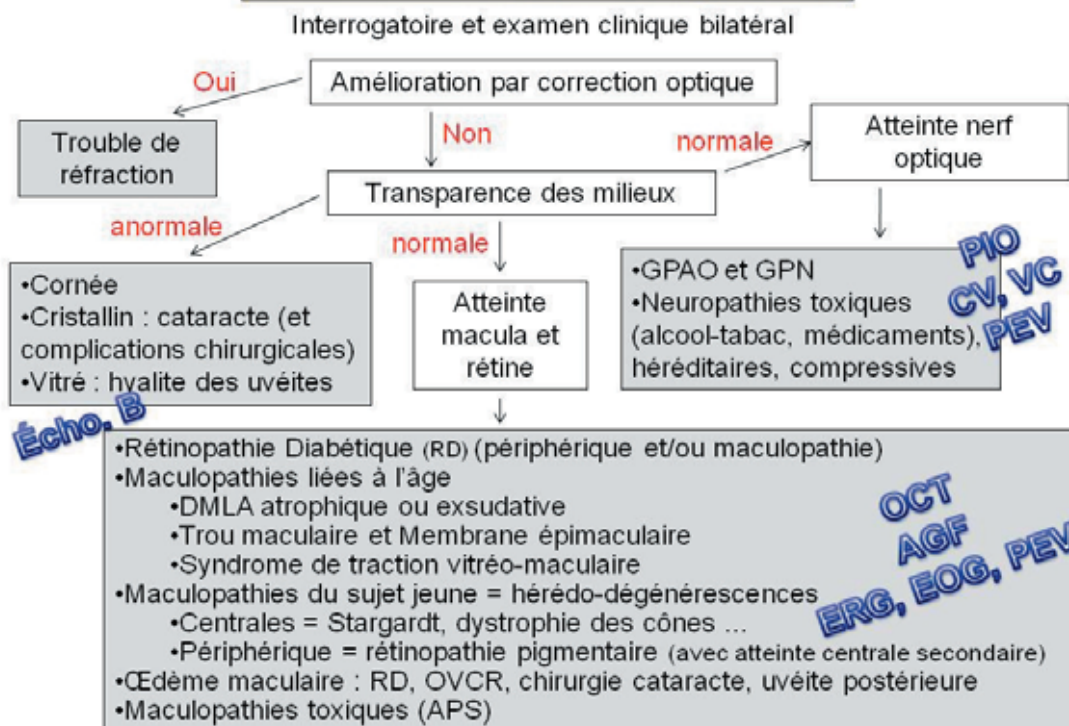 Interrogatoire et examen clinique bilatéral
Oui
Amélioration par correction optique
Trouble de
réfraction
Non
normale
Atteinte nerf
optique
Transparence des milieux
anormale
normale
•Cornée
•Cristallin : cataracte (et
complications chirurgicales)
•Vitré : hyalite des uvéites
Écho, B
Atteinte
macula et
rétine
•GPAO et GPN
•Neuropathies toxiques
(alcool-tabac, médicaments),
héréditaires, compressives
PIO
CV, VC
PEV
•Rétinopathie Diabétique (RD) (périphérique et/ou maculopathie)
•Maculopathies liées à l'âge
•DMLA atrophique ou exsudative
•Trou maculaire et Membrane épimaculaire
•Syndrome de traction vitréo-maculaire
•Maculopathies du sujet jeune = hérédo-dégénérescences
•Centrales = Stargardt, dystrophie des cônes ...
•Périphérique = rétinopathie pigmentaire (avec atteinte centrale secondaire)
•Œdème maculaire : RD, OVCR, chirurgie cataracte, uvéite postérieure
•Maculopathies toxiques (APS)
OCT
AGF
ERG, EOG, PEV